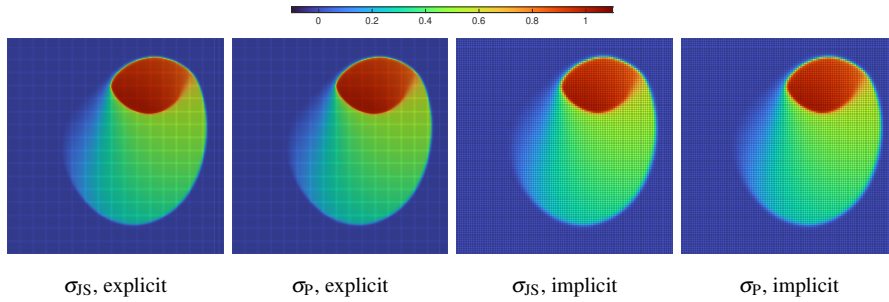 0 0.2 0.4 0.6 0.8 1
σJS, explicit σP, explicit σJS, implicit σP, implicit